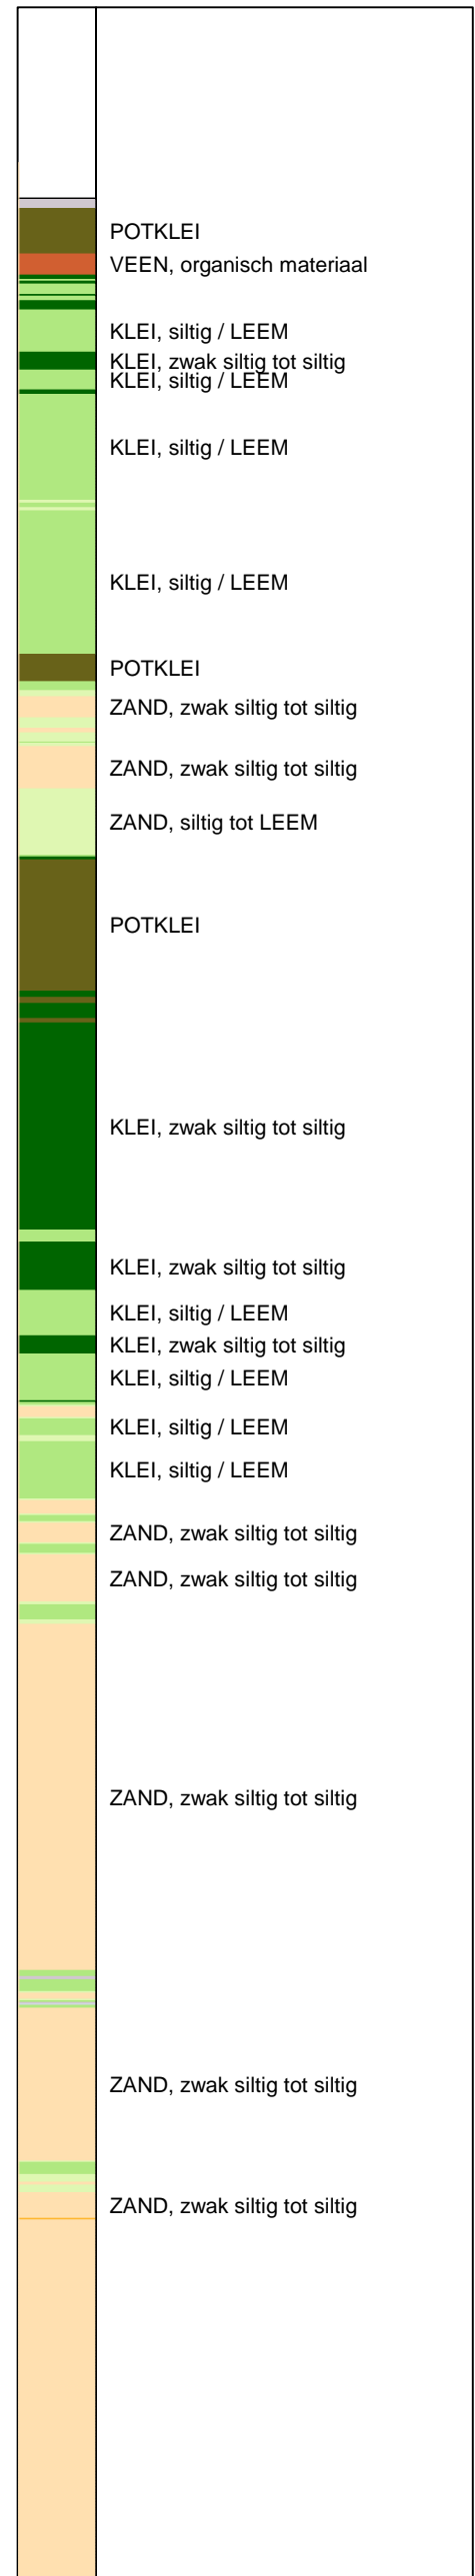 POTKLEI
VEEN, organisch materiaal
KLEI, siltig / LEEM
KLEI, zwak siltig tot siltig
KLEI, siltig / LEEM
KLEI, siltig / LEEM
KLEI, siltig / LEEM
POTKLEI
ZAND, zwak siltig tot siltig
ZAND, zwak siltig tot siltig
ZAND, siltig tot LEEM
POTKLEI
KLEI, zwak siltig tot siltig
KLEI, zwak siltig tot siltig
KLEI, siltig / LEEM
KLEI, zwak siltig tot siltig
KLEI, siltig / LEEM
KLEI, siltig / LEEM
KLEI, siltig / LEEM
ZAND, zwak siltig tot siltig
ZAND, zwak siltig tot siltig
ZAND, zwak siltig tot siltig
ZAND, zwak siltig tot siltig
ZAND, zwak siltig tot siltig